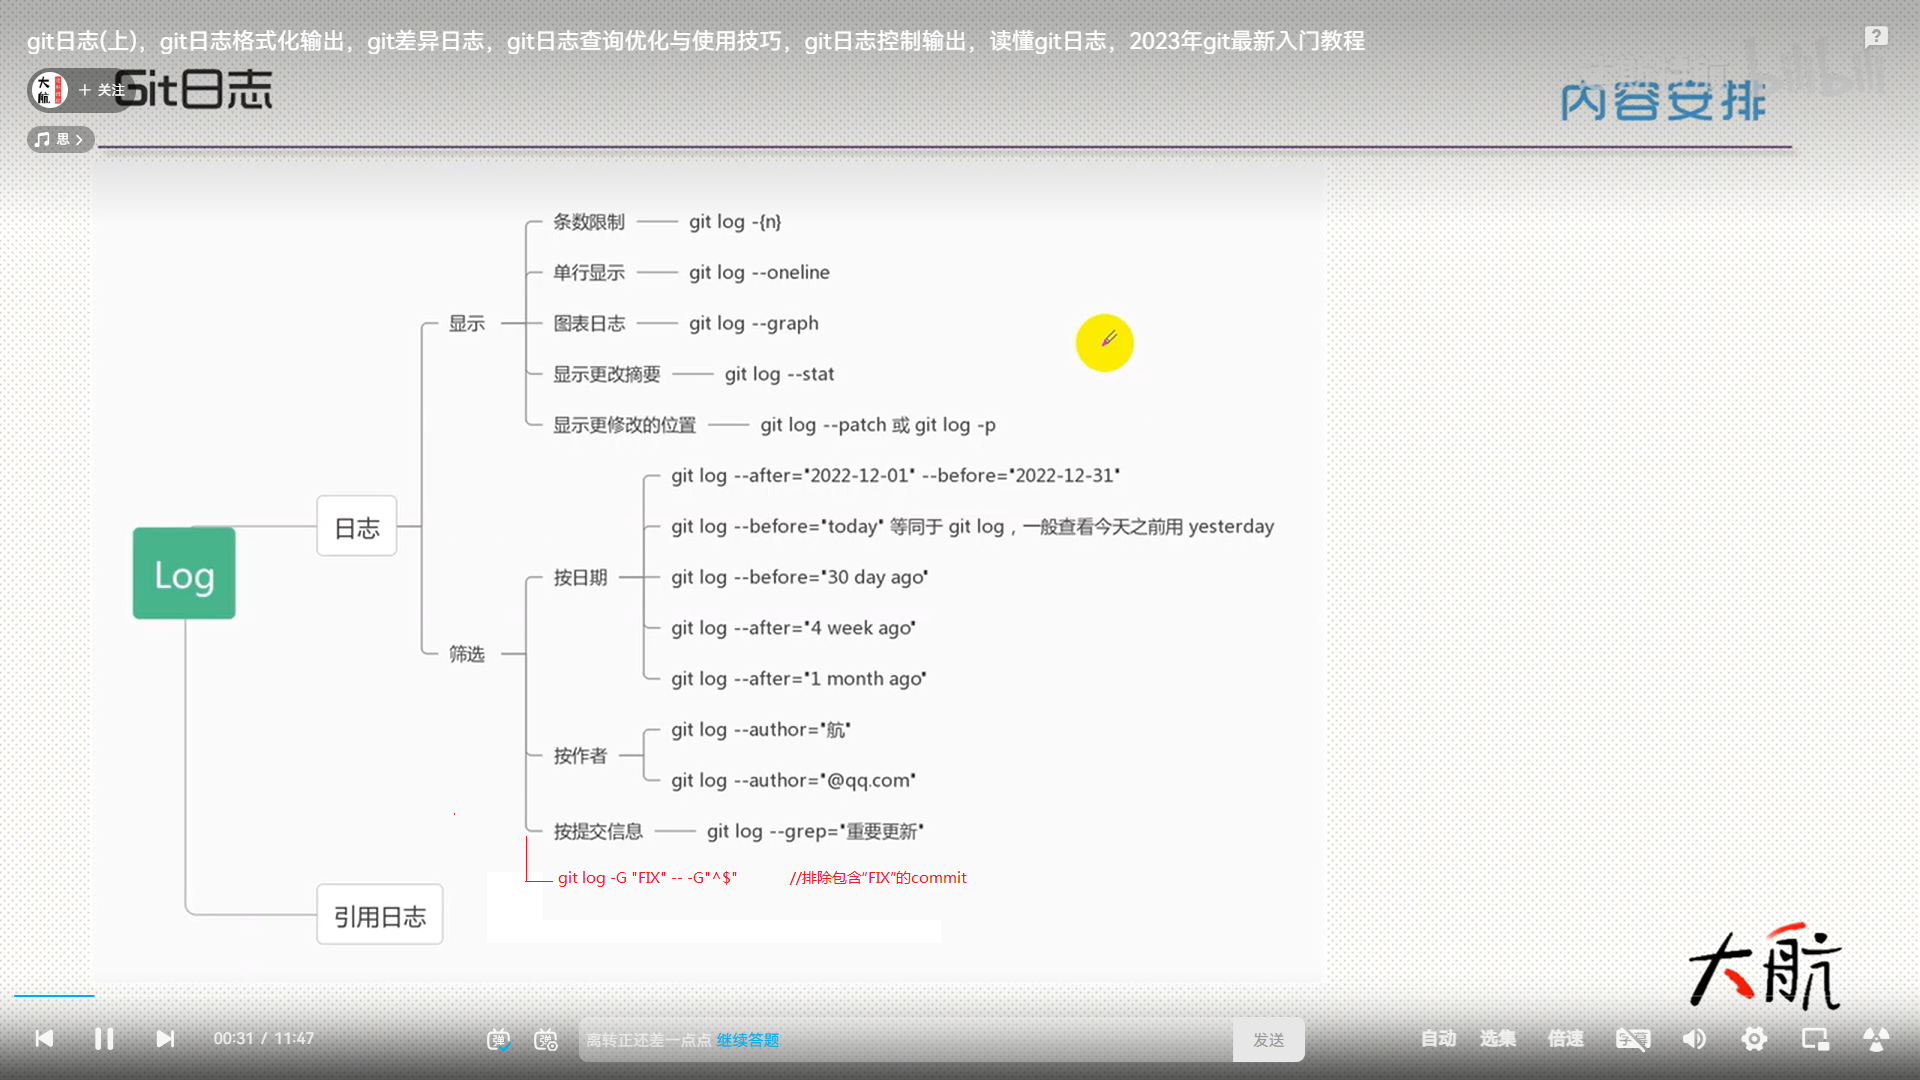 git日志(上)，git日志格式化输出，git差异日志，git日志查询优化与使用技巧，git日志控制输出，读懂git日志，2023年git最新入门教程
大航
+ 关注
Git日志
内容安排
思 >
条数限制 git log -{n}
单行显示 git log --oneline
图表日志 git log --graph
显示
显示更改摘要 git log --stat
显示更修改的位置 git log --patch 或 git log -p
git log --after="2022-12-01" --before="2022-12-31"
日志
git log --before="today" 等同于 git log，一般查看今天之前用 yesterday
Log
按日期
git log --before="30 day ago"
git log --after="4 week ago"
筛选
git log --after="1 month ago"
git log --author="航"
按作者
git log --author="@qq.com"
按提交信息 git log --grep="重要更新"
git log -G "FIX" -- -G"^$" //排除包含“FIX”的commit
引用日志
大航
00:31 / 11:47
弹
弹
离转正还差一点点 继续答题
发送
自动
选集
倍速
字幕